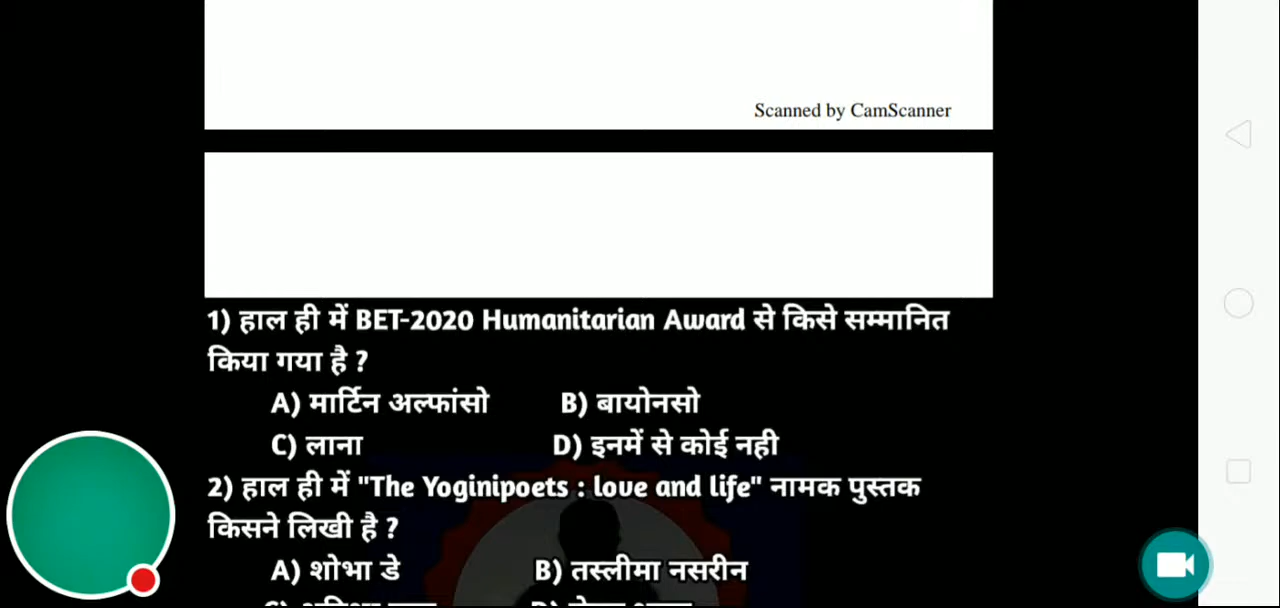 Scanned by CamScanner
1) हाल ही में BET-2020 Humanitarian Award से किसे सम्मानित
किया गया है ?
A) मार्टिन अल्फांसो B) बायोनसो
C) लाना D) इनमें से कोई नही
2) हाल ही में "The Yoginipoets : love and life" नामक पुस्तक
किसने लिखी है ?
A) शोभा डे B) तस्लीमा नसरीन